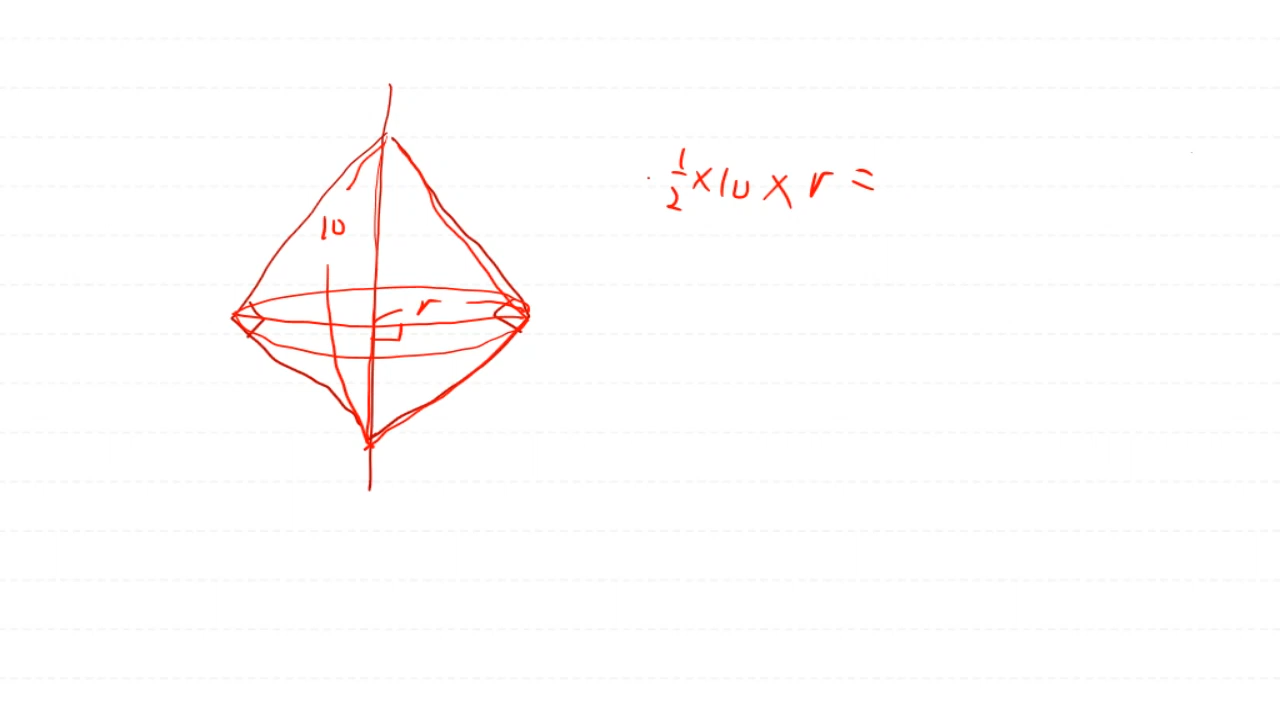 1/2 × 10 × r =
10
r